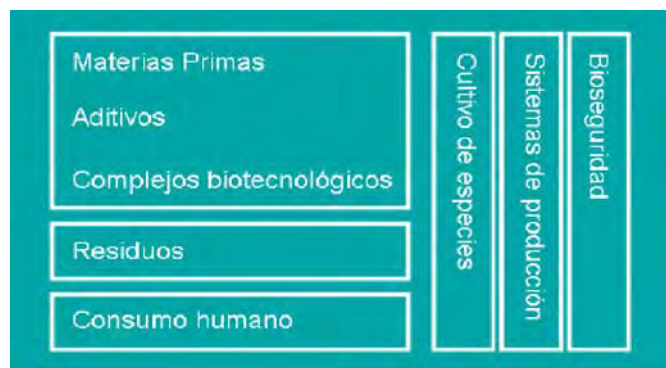 Materias Primas
Aditivos
Complejos biotecnológicos
Residuos
Consumo humano
Cultivo de especies
Sistemas de producción
Bioseguridad